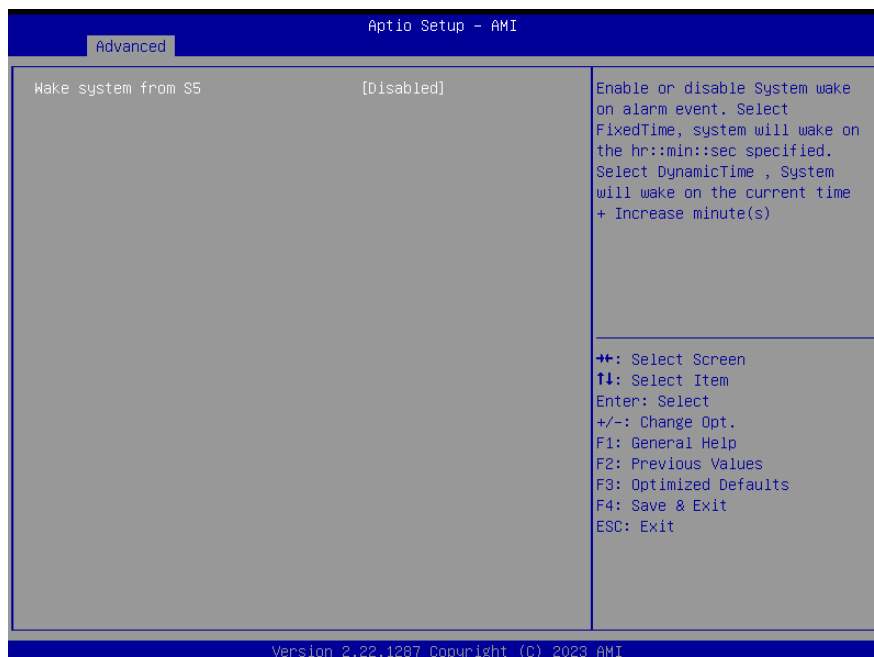 Aptio Setup – AMI
Advanced
Wake system from S5 [Disabled]
Enable or disable System wake
on alarm event. Select
FixedTime, system will wake on
the hr::min::sec specified.
Select DynamicTime , System
will wake on the current time
+ Increase minute(s)
→←: Select Screen
↑↓: Select Item
Enter: Select
+/-: Change Opt.
F1: General Help
F2: Previous Values
F3: Optimized Defaults
F4: Save & Exit
ESC: Exit
Version 2.22.1287 Copyright (C) 2023 AMI